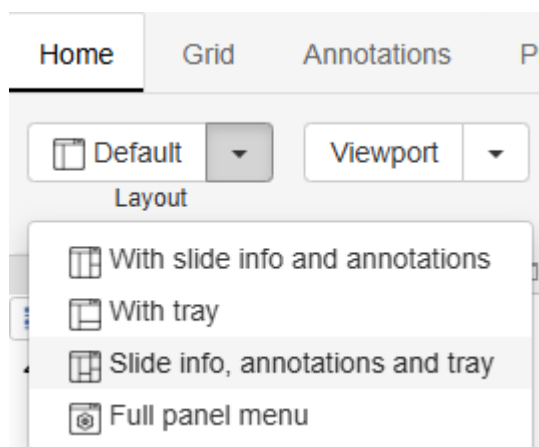 Home Grid Annotations P
Default Viewport
Layout
With slide info and annotations
With tray
Slide info, annotations and tray
Full panel menu